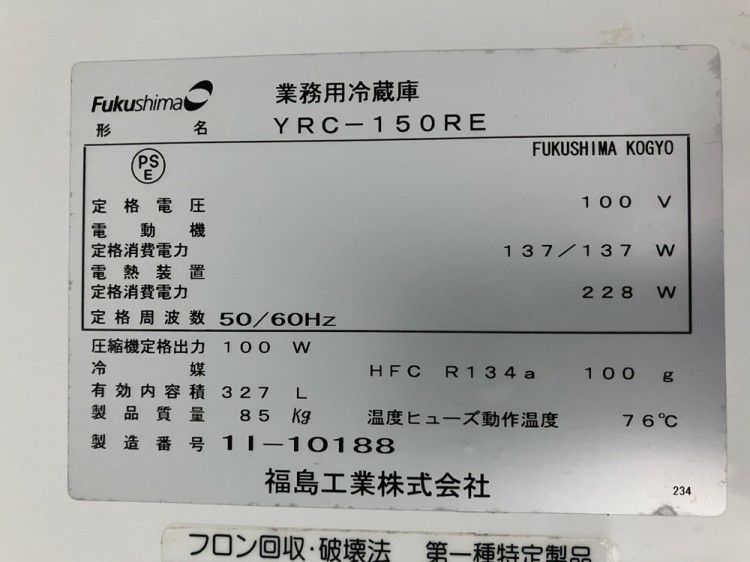 Fukushima
業務用冷蔵庫
形名 YRC-150RE
FUKUSHIMA KOGYO
PS E
定格電圧 100 V
電動機
定格消費電力 137/137 W
電熱装置
定格消費電力 228 W
定格周波数 50/60Hz
圧縮機定格出力 100 W
冷媒 HFC R134a 100 g
有効内容積 327 L
製品質量 85 Kg 温度ヒューズ動作温度 76℃
製造番号 11-10188
福島工業株式会社
234
フロン回収・破壊法 第一種特定製品